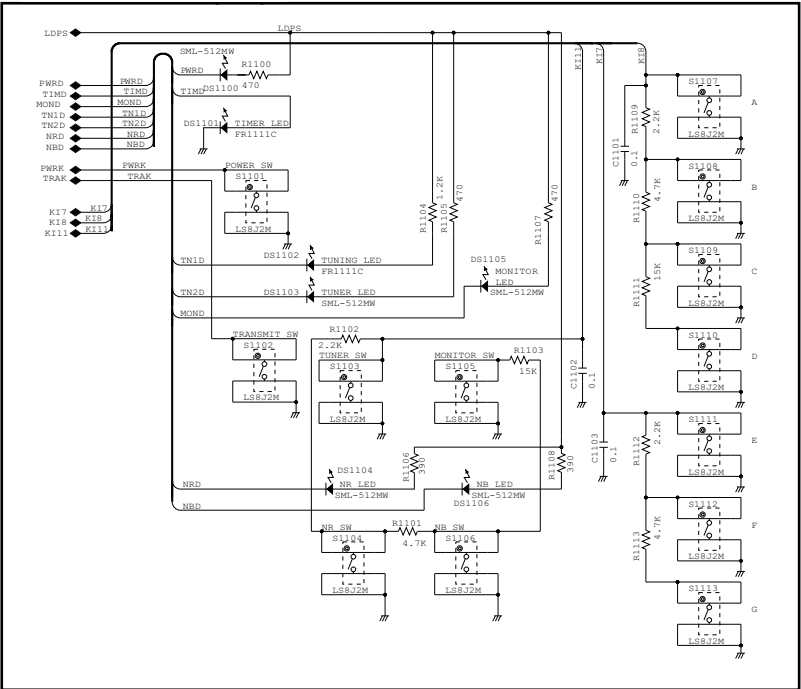 LDPS
LDPS
SML-512MW
PWRD
R1100
DS1100
470
TIMD
DS1101
TIMER LED
FR1111C
PWRD
TIMD
MOND
TN1D
TN2D
NRD
NBD
PWRD
TIMD
MOND
TN1D
TN2D
NRD
NBD
PWRK
TRAK
PWRK
TRAK
POWER SW
S1101
LS8J2M
KI7
KI8
KI11
KI7
KI8
KI11
KI11
KI7
KI8
R1104
1.2K
R1105
470
R1107
470
TN1D
DS1102
TUNING LED
FR1111C
DS1105
MONITOR
LED
SML-512MW
TN2D
DS1103
TUNER LED
SML-512MW
MOND
TRANSMIT SW
S1102
LS8J2M
R1102
2.2K
TUNER SW
S1103
LS8J2M
MONITOR SW
S1105
LS8J2M
R1103
15K
C1102
0.1
NRD
DS1104
NR LED
SML-512MW
R1106
390
NBD
NB LED
SML-512MW
DS1106
R1108
390
C1103
0.1
NR SW
S1104
LS8J2M
R1101
4.7K
NB SW
S1106
LS8J2M
C1101
0.1
R1109
2.2K
S1107
LS8J2M
A
R1110
4.7K
S1108
LS8J2M
B
R1111
15K
S1109
LS8J2M
C
S1110
LS8J2M
D
R1112
2.2K
S1111
LS8J2M
E
R1113
4.7K
S1112
LS8J2M
F
S1113
LS8J2M
G